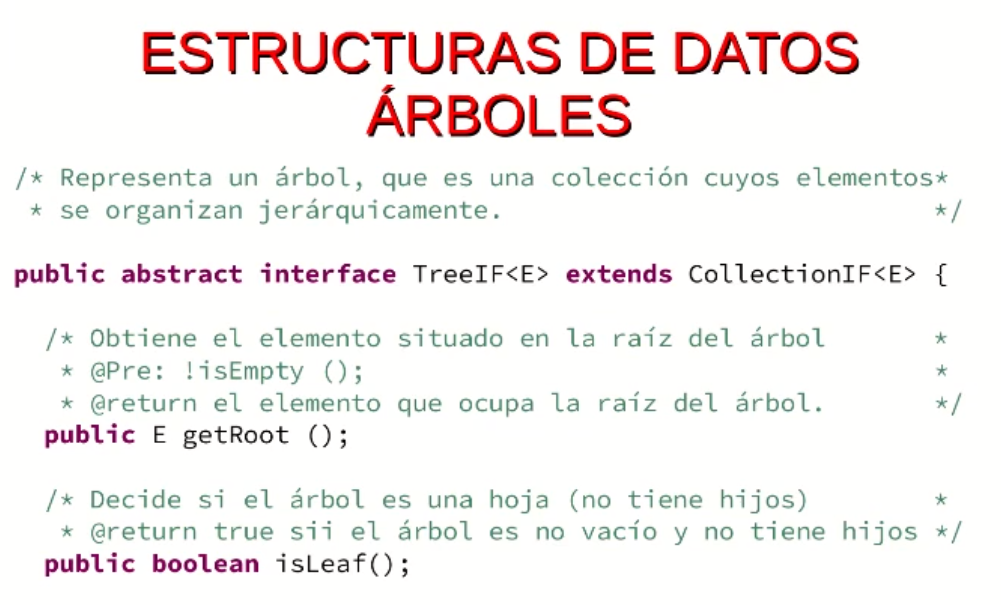 ESTRUCTURAS DE DATOS
ÁRBOLES
/* Representa un árbol, que es una colección cuyos elementos*
 * se organizan jerárquicamente.                            */
public abstract interface TreeIF<E> extends CollectionIF<E> {
  /* Obtiene el elemento situado en la raíz del árbol       *
   * @Pre: !isEmpty ();                                     *
   * @return el elemento que ocupa la raíz del árbol.       */
  public E getRoot ();
  /* Decide si el árbol es una hoja (no tiene hijos)        *
   * @return true sii el árbol es no vacío y no tiene hijos */
  public boolean isLeaf();